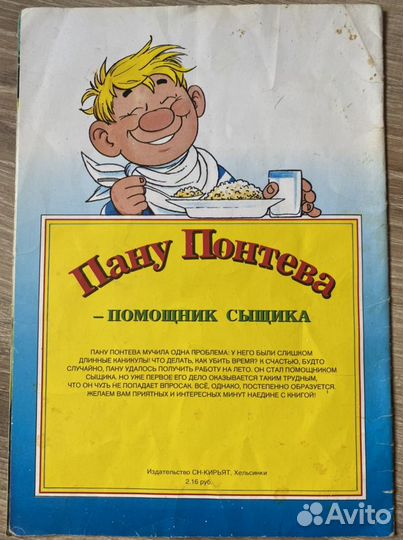 Пану Понтева
– ПОМОЩНИК СЫЩИКА
ПАНУ ПОНТЕВА МУЧИЛА ОДНА ПРОБЛЕМА: У НЕГО БЫЛИ СЛИШКОМ
ДЛИННЫЕ КАНИКУЛЫ! ЧТО ДЕЛАТЬ, КАК УБИТЬ ВРЕМЯ? К СЧАСТЬЮ, БУДТО
СЛУЧАЙНО, ПАНУ УДАЛОСЬ ПОЛУЧИТЬ РАБОТУ НА ЛЕТО. ОН СТАЛ ПОМОЩНИКОМ
СЫЩИКА. НО УЖЕ ПЕРВОЕ ЕГО ДЕЛО ОКАЗЫВАЕТСЯ ТАКИМ ТРУДНЫМ,
ЧТО ОН ЧУТЬ НЕ ПОПАДАЕТ ВПРОСАК. ВСЁ, ОДНАКО, ПОСТЕПЕННО ОБРАЗУЕТСЯ.
ЖЕЛАЕМ ВАМ ПРИЯТНЫХ И ИНТЕРЕСНЫХ МИНУТ НАЕДИНЕ С КНИГОЙ!
Издательство СН-КИРЬЯТ, Хельсинки
2.16 руб.
Avito